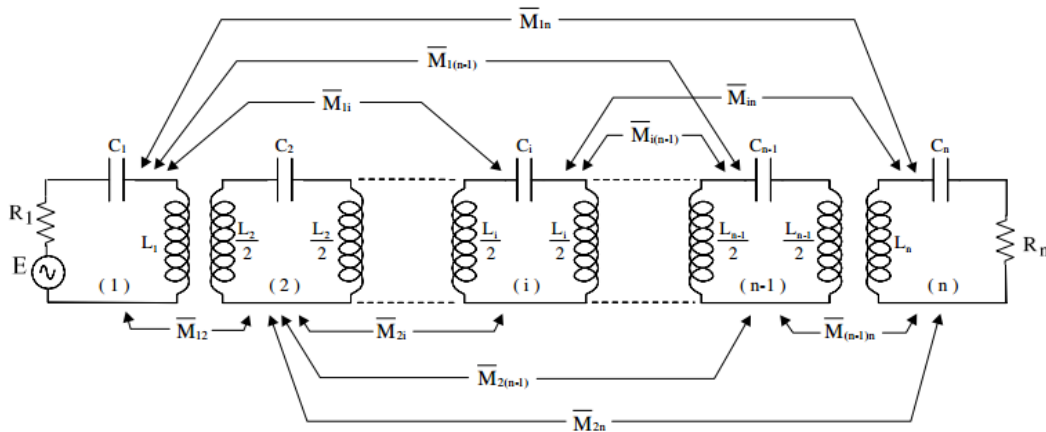 M̅₁ₙ
M̅₁₍ₙ₋₁₎
M̅₁ᵢ M̅ᵢₙ
M̅ᵢ₍ₙ₋₁₎
C₁ C₂ Cᵢ Cₙ₋₁ Cₙ
R₁ L₁ L₂/2 L₂/2 Lᵢ/2 Lᵢ/2 Lₙ₋₁/2 Lₙ₋₁/2 Lₙ Rₙ
E
(1) (2) (i) (n-1) (n)
M̅₁₂ M̅₂ᵢ M̅₍ₙ₋₁₎ₙ
M̅₂₍ₙ₋₁₎
M̅₂ₙ